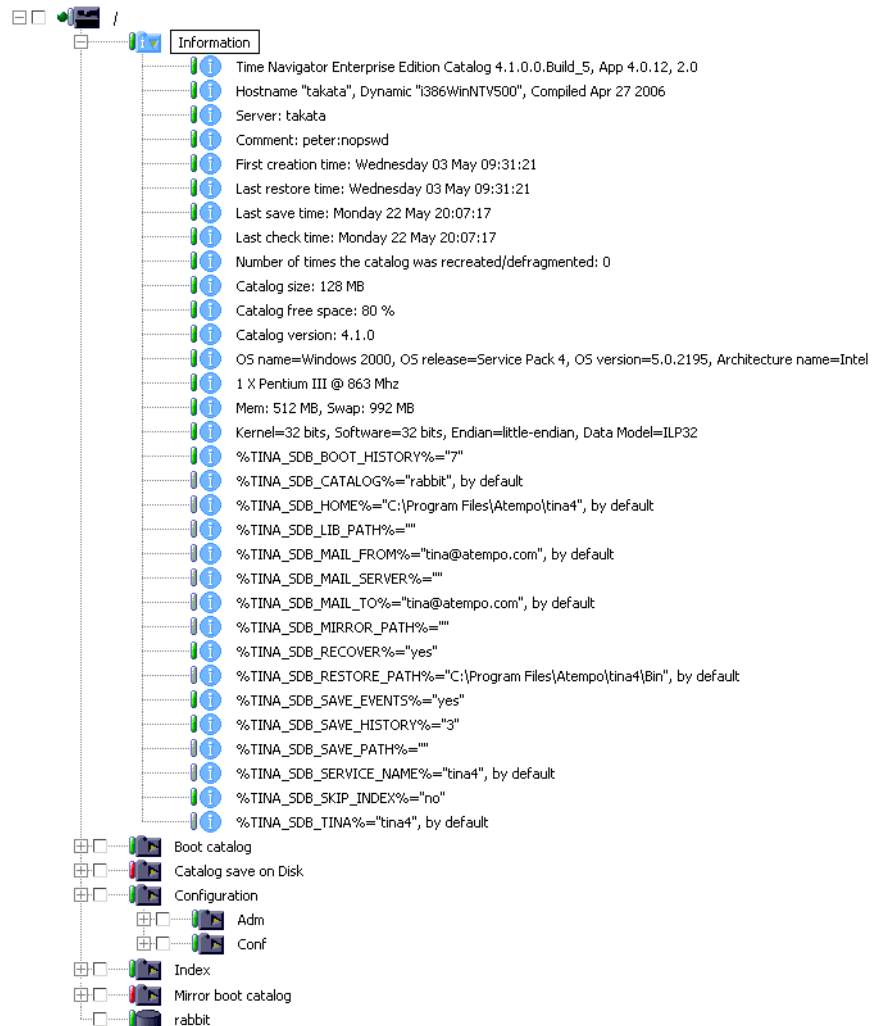 /
Information
Time Navigator Enterprise Edition Catalog 4.1.0.0.Build_5, App 4.0.12, 2.0
Hostname "takata", Dynamic "i386WinNTV500", Compiled Apr 27 2006
Server: takata
Comment: peter:nopswd
First creation time: Wednesday 03 May 09:31:21
Last restore time: Wednesday 03 May 09:31:21
Last save time: Monday 22 May 20:07:17
Last check time: Monday 22 May 20:07:17
Number of times the catalog was recreated/defragmented: 0
Catalog size: 128 MB
Catalog free space: 80 %
Catalog version: 4.1.0
OS name=Windows 2000, OS release=Service Pack 4, OS version=5.0.2195, Architecture name=Intel
1 X Pentium III @ 863 Mhz
Mem: 512 MB, Swap: 992 MB
Kernel=32 bits, Software=32 bits, Endian=little-endian, Data Model=ILP32
%TINA_SDB_BOOT_HISTORY%="7"
%TINA_SDB_CATALOG%="rabbit", by default
%TINA_SDB_HOME%="C:\Program Files\Atempo\tina4", by default
%TINA_SDB_LIB_PATH%=""
%TINA_SDB_MAIL_FROM%="tina@atempo.com", by default
%TINA_SDB_MAIL_SERVER%=""
%TINA_SDB_MAIL_TO%="tina@atempo.com", by default
%TINA_SDB_MIRROR_PATH%=""
%TINA_SDB_RECOVER%="yes"
%TINA_SDB_RESTORE_PATH%="C:\Program Files\Atempo\tina4\Bin", by default
%TINA_SDB_SAVE_EVENTS%="yes"
%TINA_SDB_SAVE_HISTORY%="3"
%TINA_SDB_SAVE_PATH%=""
%TINA_SDB_SERVICE_NAME%="tina4", by default
%TINA_SDB_SKIP_INDEX%="no"
%TINA_SDB_TINA%="tina4", by default
Boot catalog
Catalog save on Disk
Configuration
Adm
Conf
Index
Mirror boot catalog
rabbit